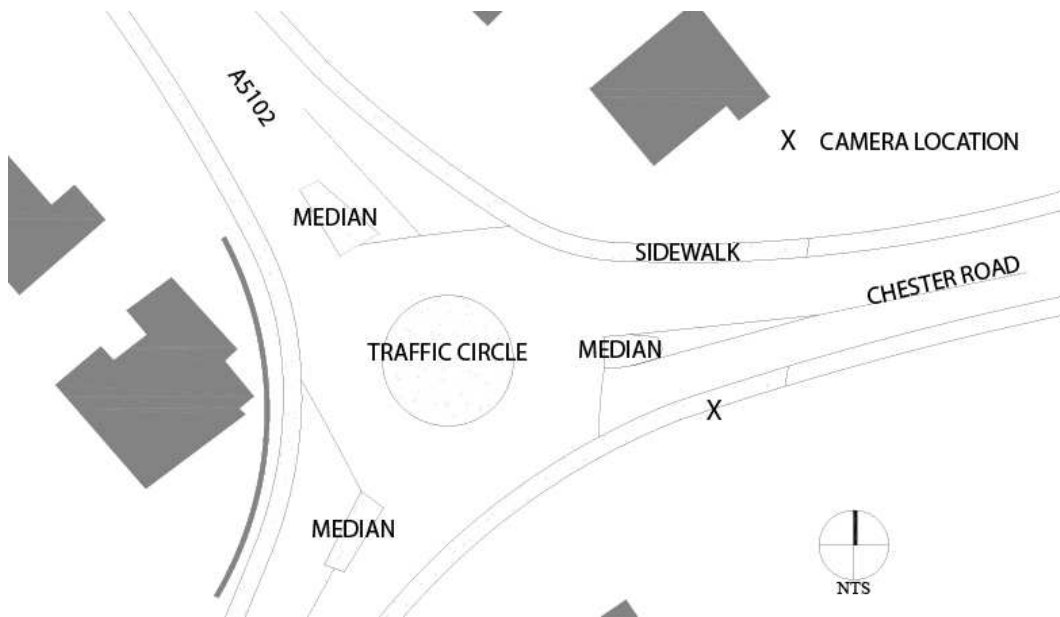 A5102
X CAMERA LOCATION
MEDIAN
SIDEWALK
CHESTER ROAD
TRAFFIC CIRCLE
MEDIAN
X
MEDIAN
NTS